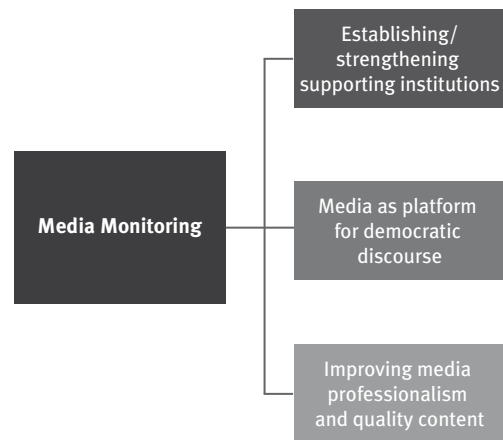 Establishing/
strengthening
supporting institutions
Media Monitoring
Media as platform
for democratic
discourse
Improving media
professionalism
and quality content